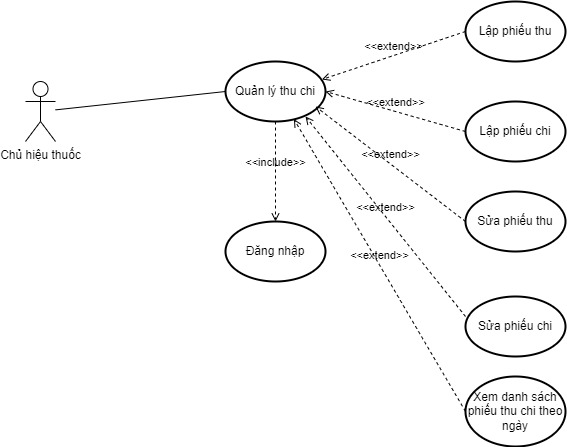 Lập phiếu thu
<<extend>>
Quản lý thu chi
<<extend>>
Lập phiếu chi
Chủ hiệu thuốc
<<include>>
<<extend>>
Sửa phiếu thu
<<extend>>
Đăng nhập
<<extend>>
Sửa phiếu chi
Xem danh sách
phiếu thu chi theo
ngày